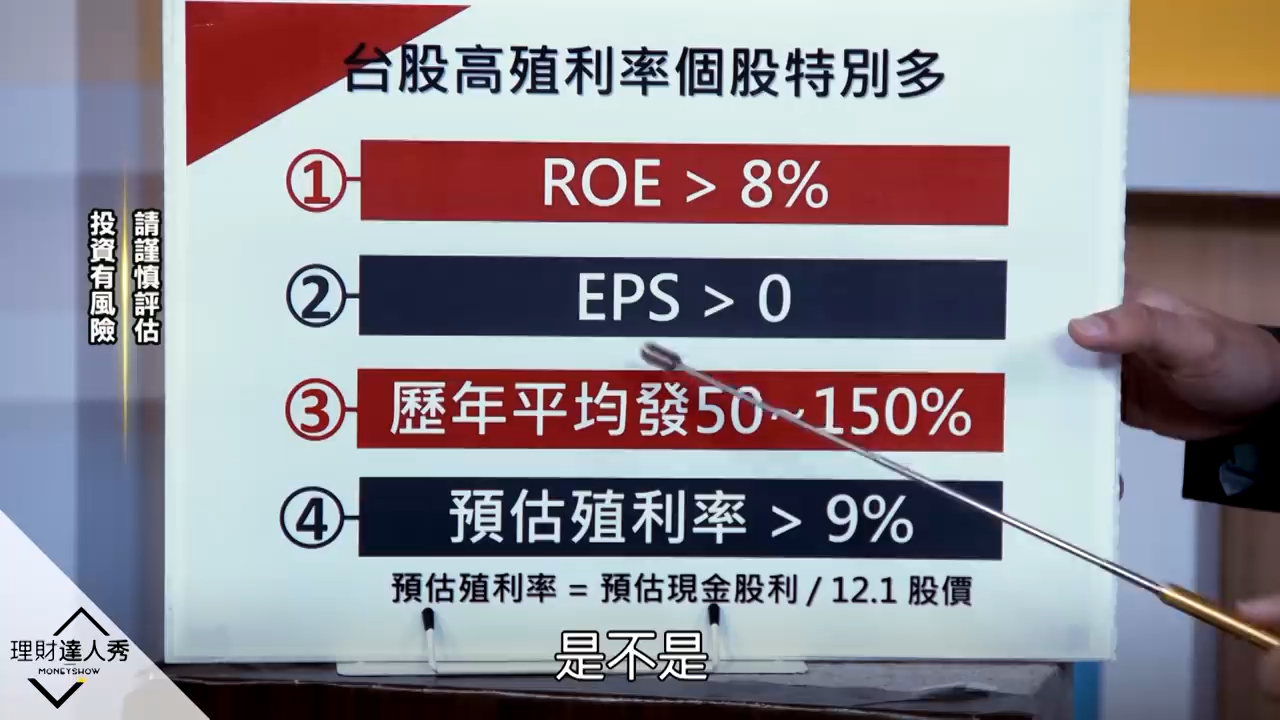 台股高殖利率個股特別多
① ROE > 8%
② EPS > 0
③ 歷年平均發50~150%
④ 預估殖利率 > 9%
預估殖利率 = 預估現金股利 / 12.1 股價
請謹慎評估
投資有風險
是不是
理財達人秀
MONEYSHOW